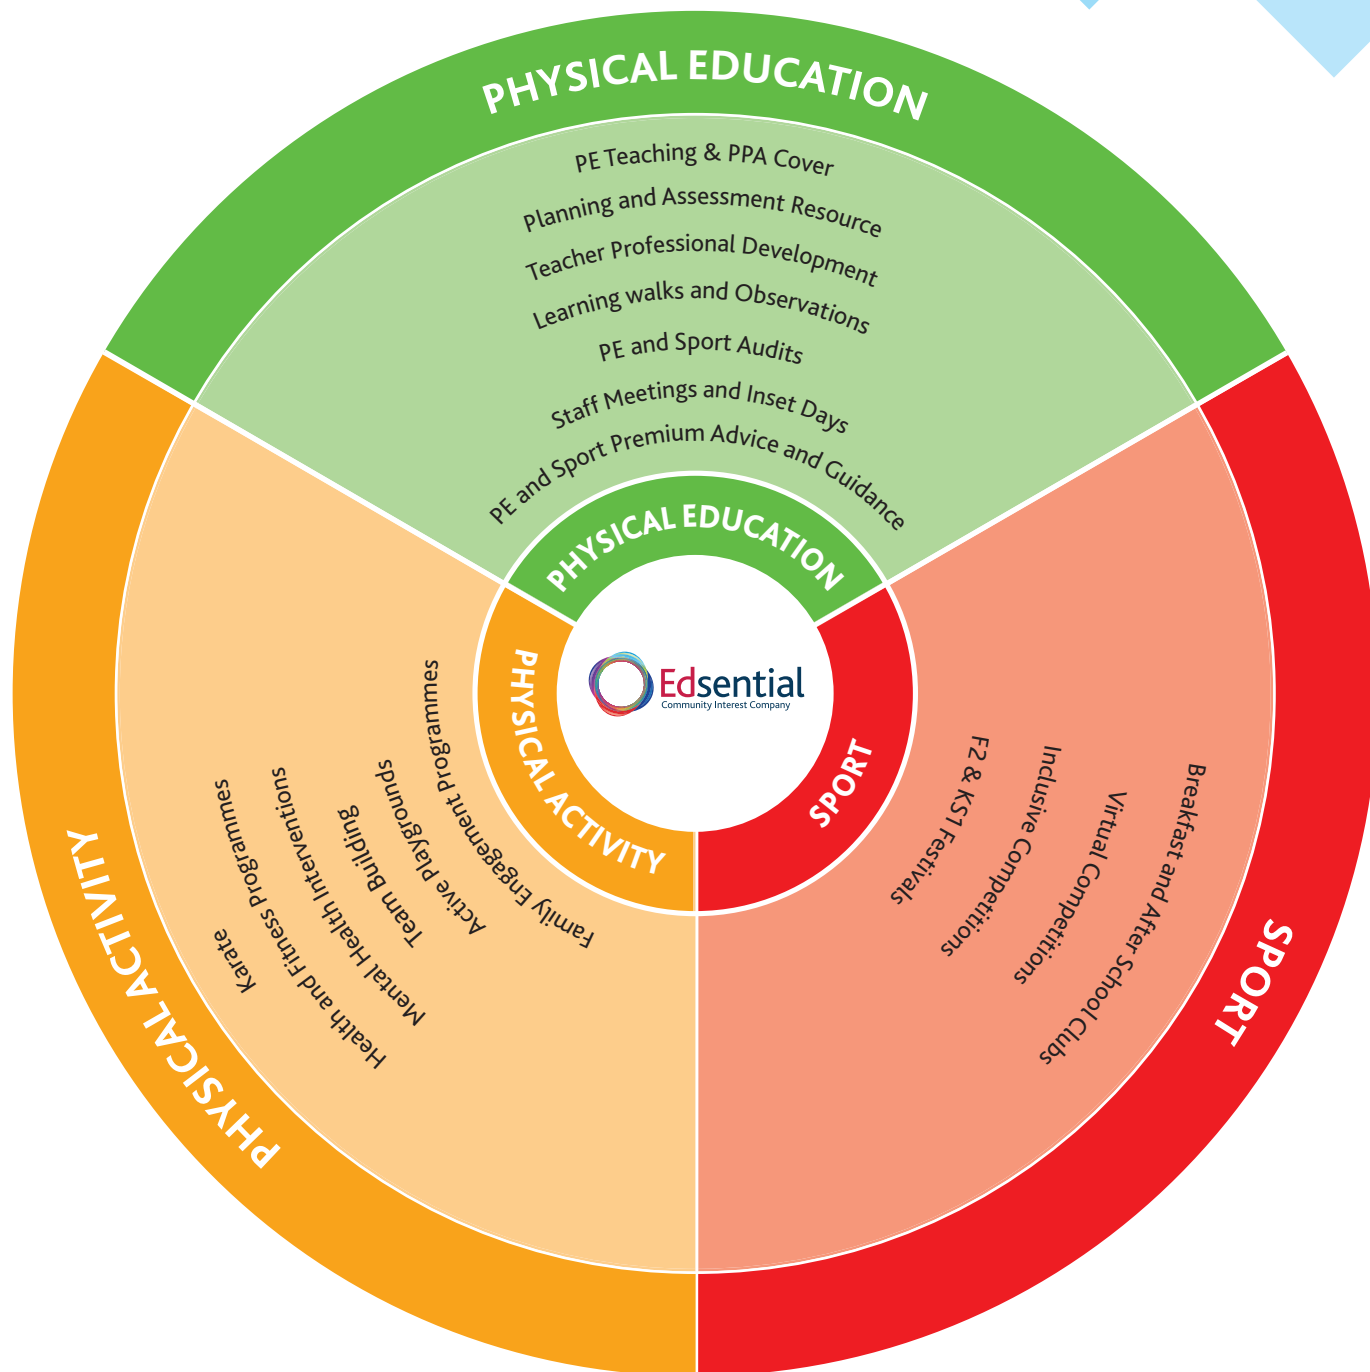 PHYSICAL EDUCATION
PE Teaching & PPA Cover
Planning and Assessment Resource
Teacher Professional Development
Learning walks and Observations
PE and Sport Audits
Staff Meetings and Inset Days
PE and Sport Premium Advice and Guidance
PHYSICAL EDUCATION
SPORT
Breakfast and After School Clubs
Virtual Competitions
Inclusive Competitions
F2 & KS1 Festivals
SPORT
PHYSICAL ACTIVITY
Karate
Health and Fitness Programmes
Mental Health Interventions
Team Building
Active Playgrounds
Family Engagement Programmes
PHYSICAL ACTIVITY
Edsential
Community Interest Company